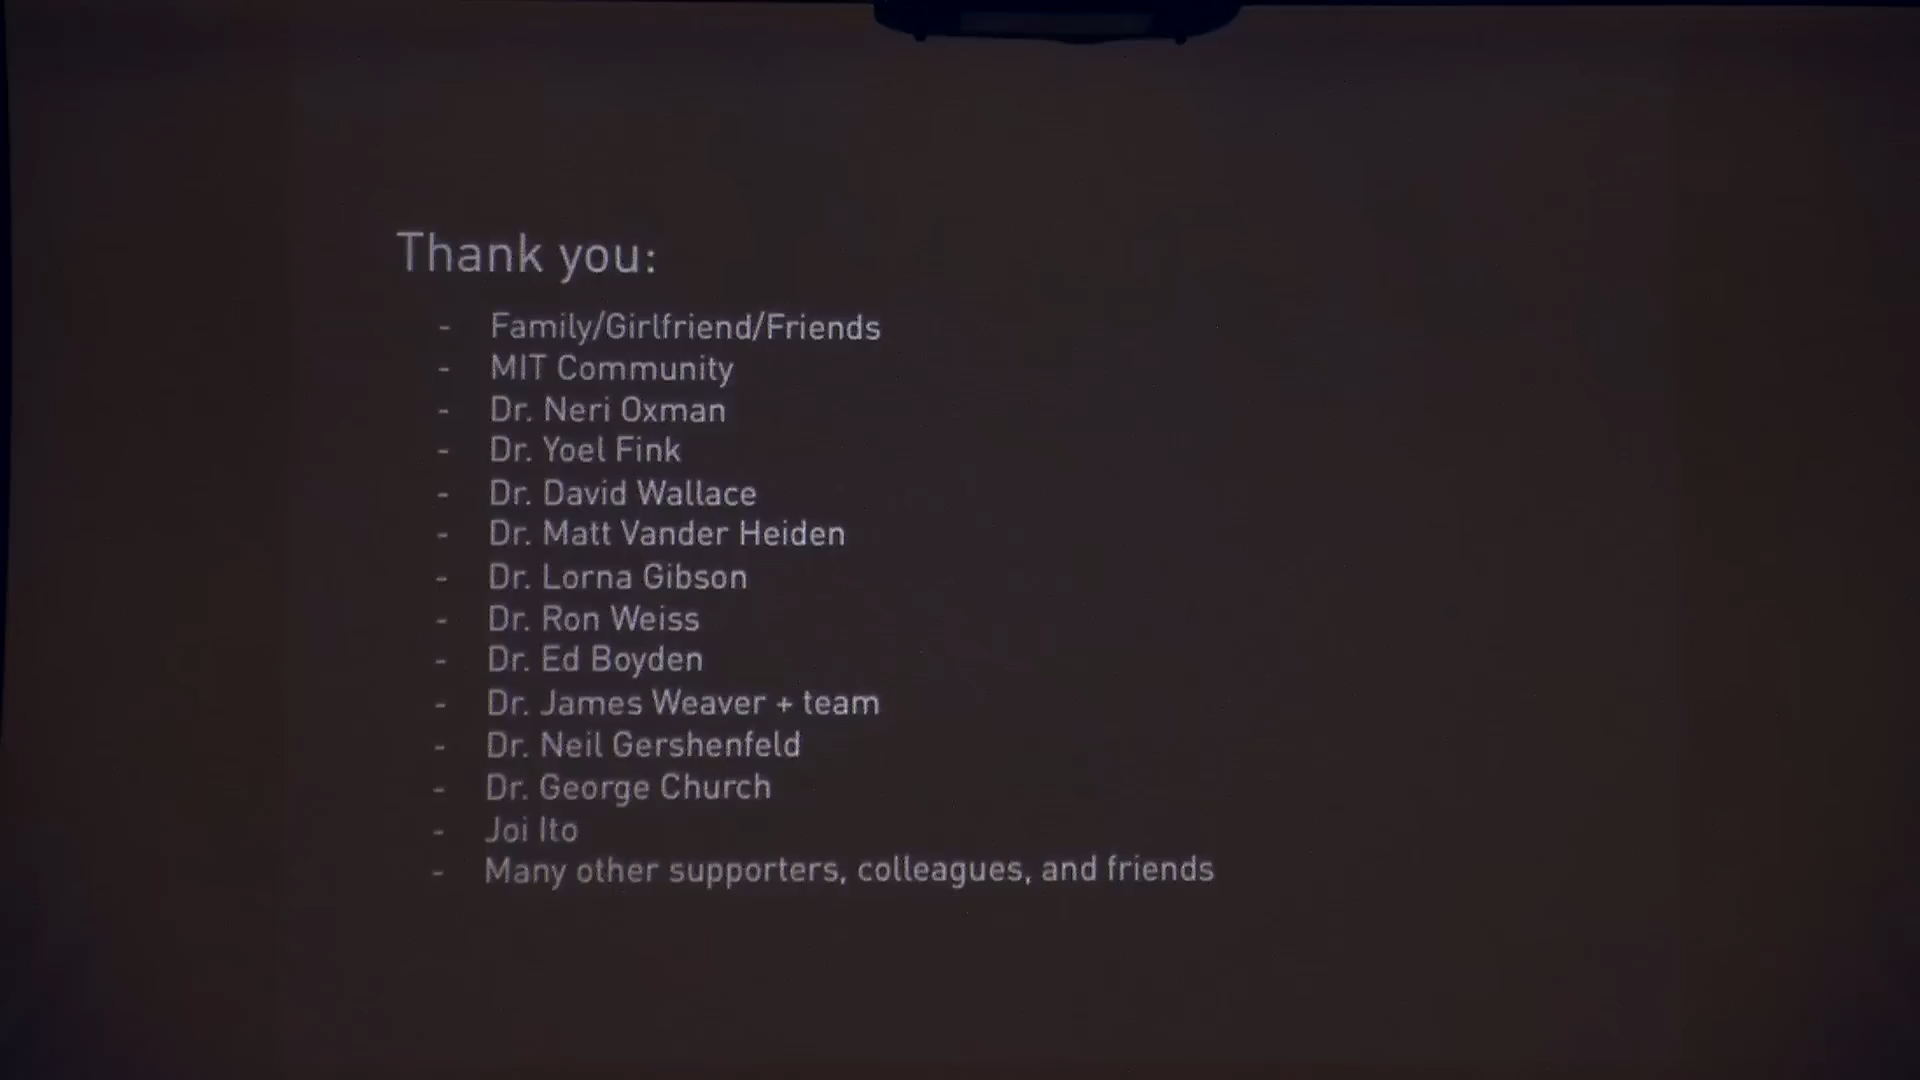 Thank you:
- Family/Girlfriend/Friends
- MIT Community
- Dr. Neri Oxman
- Dr. Yoel Fink
- Dr. David Wallace
- Dr. Matt Vander Heiden
- Dr. Lorna Gibson
- Dr. Ron Weiss
- Dr. Ed Boyden
- Dr. James Weaver + team
- Dr. Neil Gershenfeld
- Dr. George Church
- Joi Ito
- Many other supporters, colleagues, and friends